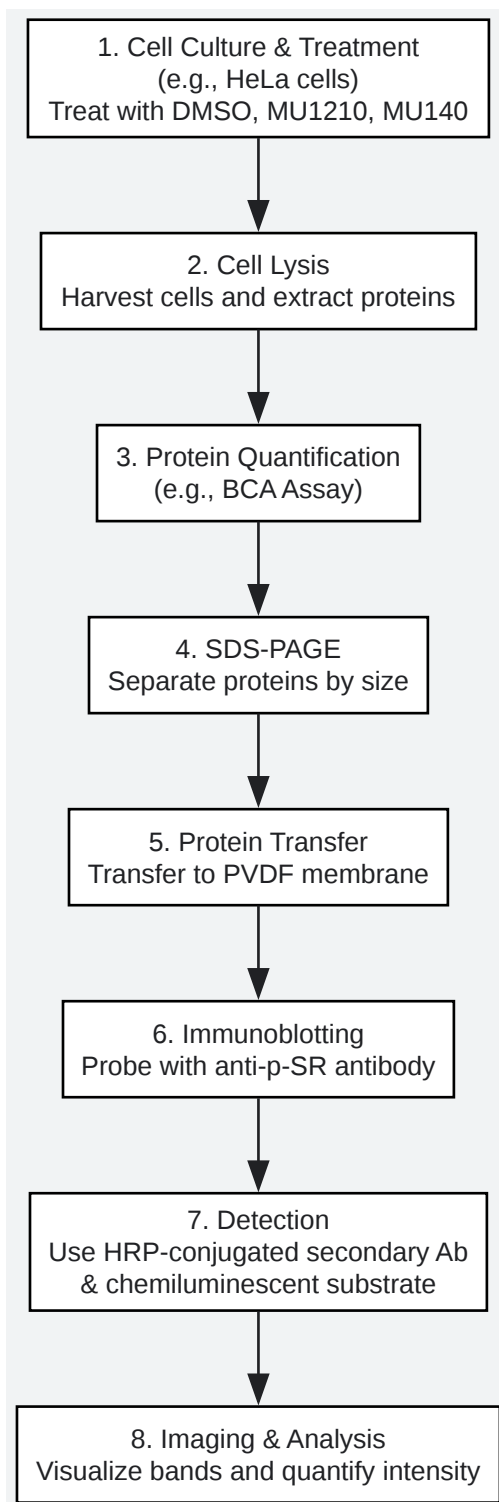 1. Cell Culture & Treatment
(e.g., HeLa cells)
Treat with DMSO, MU1210, MU140
2. Cell Lysis
Harvest cells and extract proteins
3. Protein Quantification
(e.g., BCA Assay)
4. SDS-PAGE
Separate proteins by size
5. Protein Transfer
Transfer to PVDF membrane
6. Immunoblotting
Probe with anti-p-SR antibody
7. Detection
Use HRP-conjugated secondary Ab
& chemiluminescent substrate
8. Imaging & Analysis
Visualize bands and quantify intensity